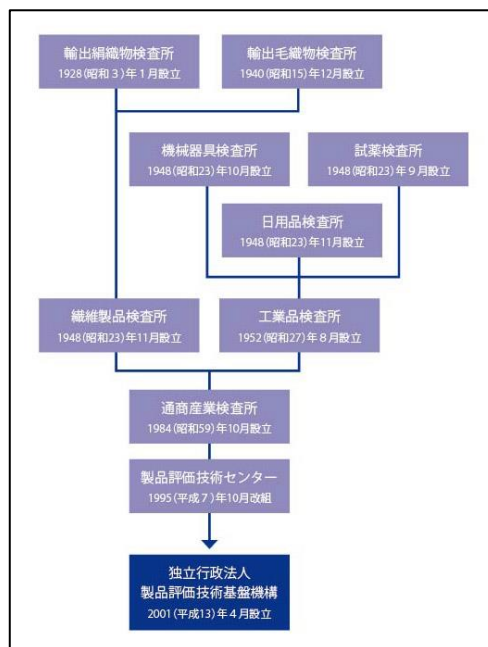 輸出絹織物検査所
1928(昭和3)年1月設立
輸出毛織物検査所
1940(昭和15)年12月設立
機械器具検査所
1948(昭和23)年10月設立
試薬検査所
1948(昭和23)年9月設立
日用品検査所
1948(昭和23)年11月設立
繊維製品検査所
1948(昭和23)年11月設立
工業品検査所
1952(昭和27)年8月設立
通商産業検査所
1984(昭和59)年10月設立
製品評価技術センター
1995(平成7)年10月改組
独立行政法人
製品評価技術基盤機構
2001(平成13)年4月設立